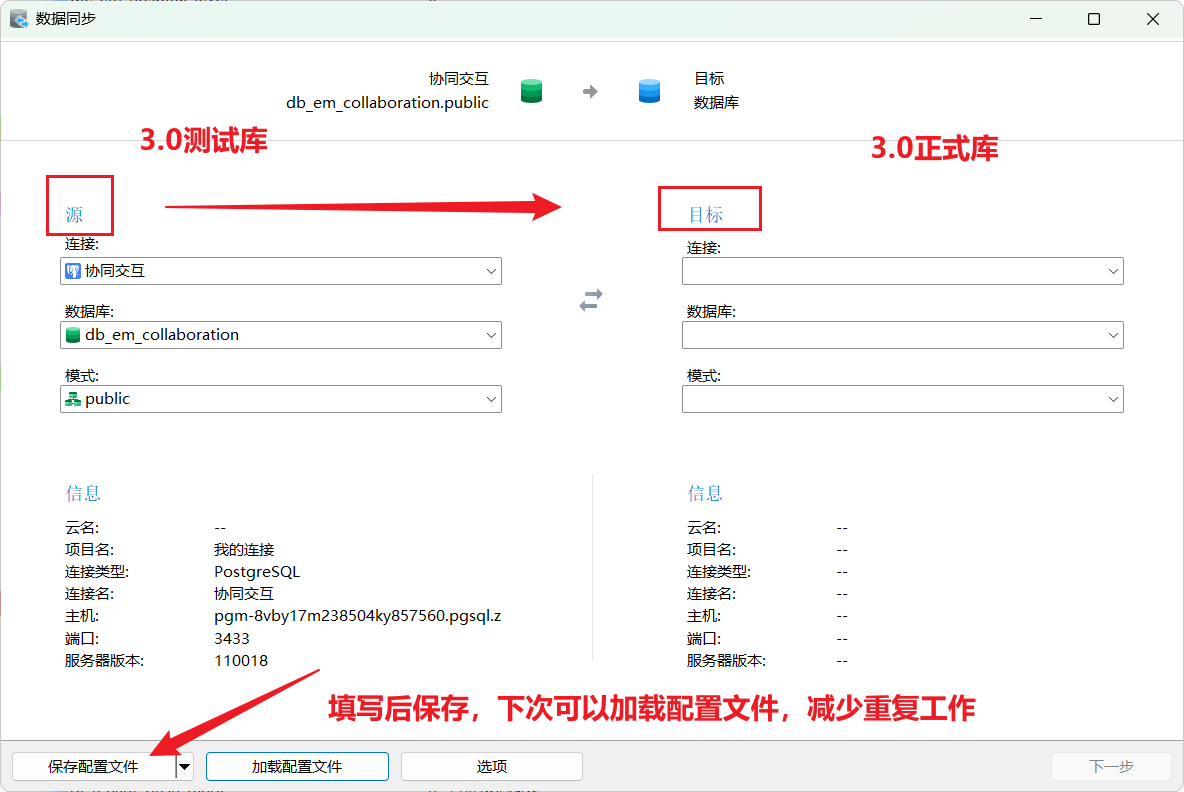 数据同步
协同交互
db_em_collaboration.public
目标
数据库
3.0测试库
3.0正式库
源
目标
连接:
协同交互
数据库:
db_em_collaboration
模式:
public
连接:
数据库:
模式:
信息
云名: --
项目名: 我的连接
连接类型: PostgreSQL
连接名: 协同交互
主机: pgm-8vby17m238504ky857560.pgsql.z
端口: 3433
服务器版本: 110018
信息
云名: --
项目名: --
连接类型: --
连接名: --
主机: --
端口: --
服务器版本: --
填写后保存，下次可以加载配置文件，减少重复工作
保存配置文件
加载配置文件
选项
下一步